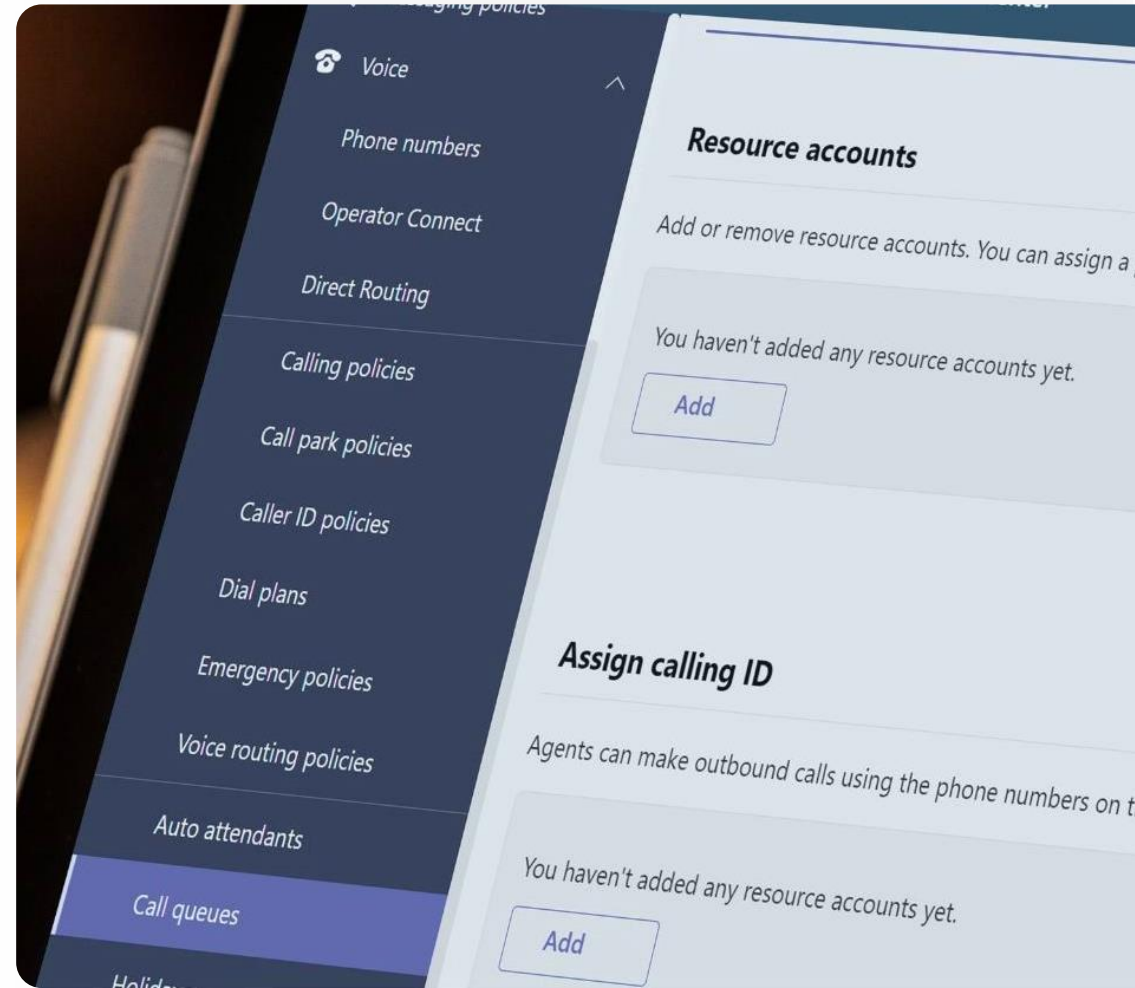 policies
Voice
Phone numbers
Operator Connect
Direct Routing
Calling policies
Call park policies
Caller ID policies
Dial plans
Emergency policies
Voice routing policies
Auto attendants
Call queues
Resource accounts
Add or remove resource accounts. You can assign a
You haven't added any resource accounts yet.
Add
Assign calling ID
Agents can make outbound calls using the phone numbers on
You haven't added any resource accounts yet.
Add